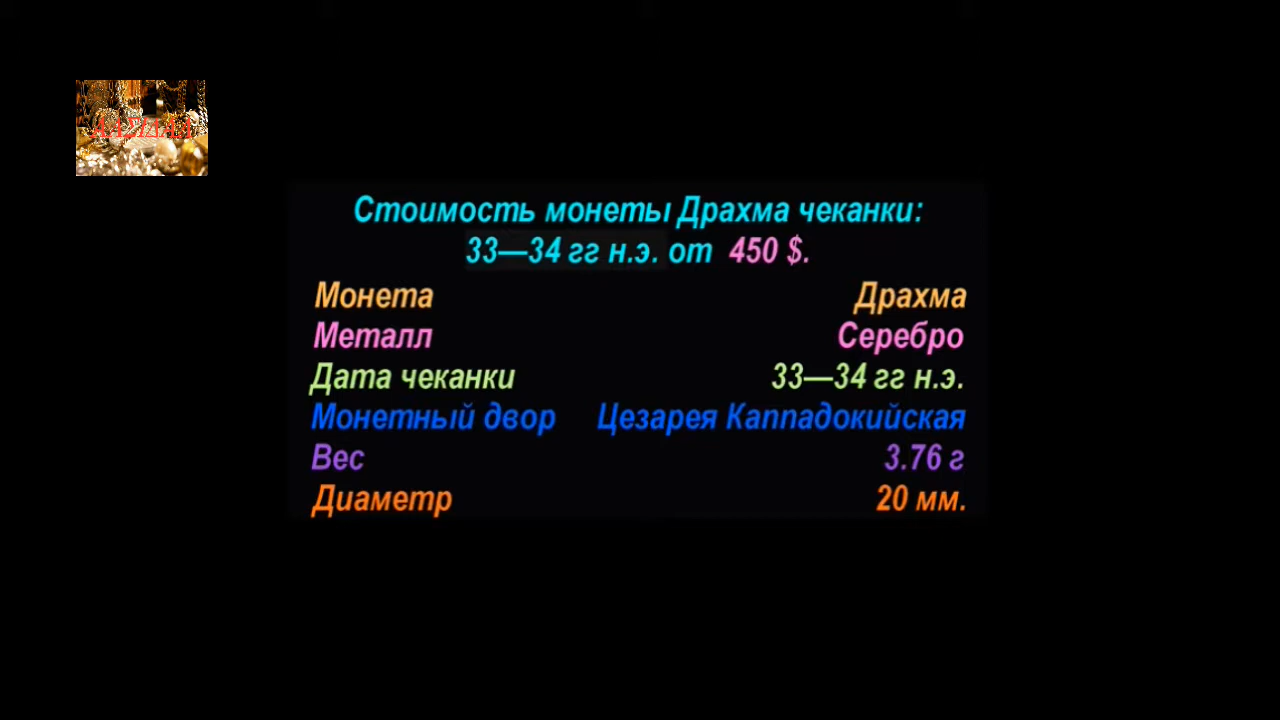 Стоимость монеты Драхма чеканки:
33—34 гг н.э. от 450 $.
Монета Драхма
Металл Серебро
Дата чеканки 33—34 гг н.э.
Монетный двор Цезарея Каппадокийская
Вес 3.76 г
Диаметр 20 мм.